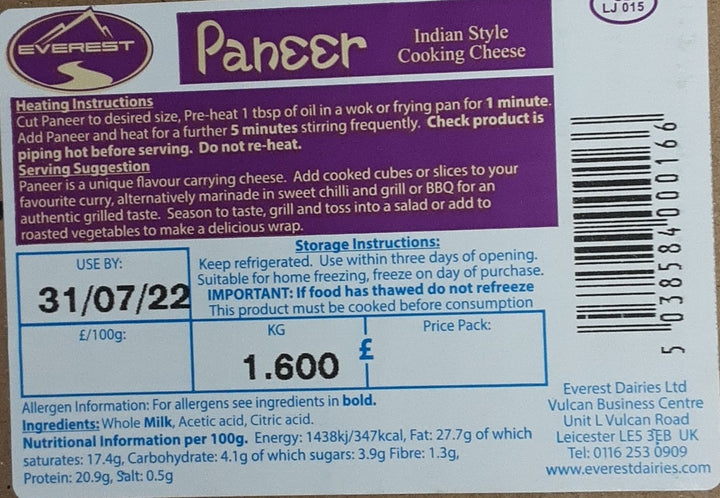 LJ 015
EVEREST
Paneer
Indian Style
Cooking Cheese
Heating Instructions
Cut Paneer to desired size, Pre-heat 1 tbsp of oil in a wok or frying pan for 1 minute.
Add Paneer and heat for a further 5 minutes stirring frequently. Check product is
piping hot before serving. Do not re-heat.
Serving Suggestion
Paneer is a unique flavour carrying cheese. Add cooked cubes or slices to your
favourite curry, alternatively marinade in sweet chilli and grill or BBQ for an
authentic grilled taste. Season to taste, grill and toss into a salad or add to
roasted vegetables to make a delicious wrap.
Storage Instructions:
Keep refrigerated. Use within three days of opening.
Suitable for home freezing, freeze on day of purchase.
IMPORTANT: If food has thawed do not refreeze
This product must be cooked before consumption
USE BY:
31/07/22
£/100g:
KG
1.600
£
Price Pack:
5 038584 000166
Allergen Information: For allergens see ingredients in bold.
Ingredients: Whole Milk, Acetic acid, Citric acid.
Nutritional Information per 100g. Energy: 1438kj/347kcal, Fat: 27.7g of which
saturates: 17.4g, Carbohydrate: 4.1g of which sugars: 3.9g Fibre: 1.3g,
Protein: 20.9g, Salt: 0.5g
Everest Dairies Ltd
Vulcan Business Centre
Unit L Vulcan Road
Leicester LE5 3EB UK
Tel: 0116 253 0909
www.everestdairies.com